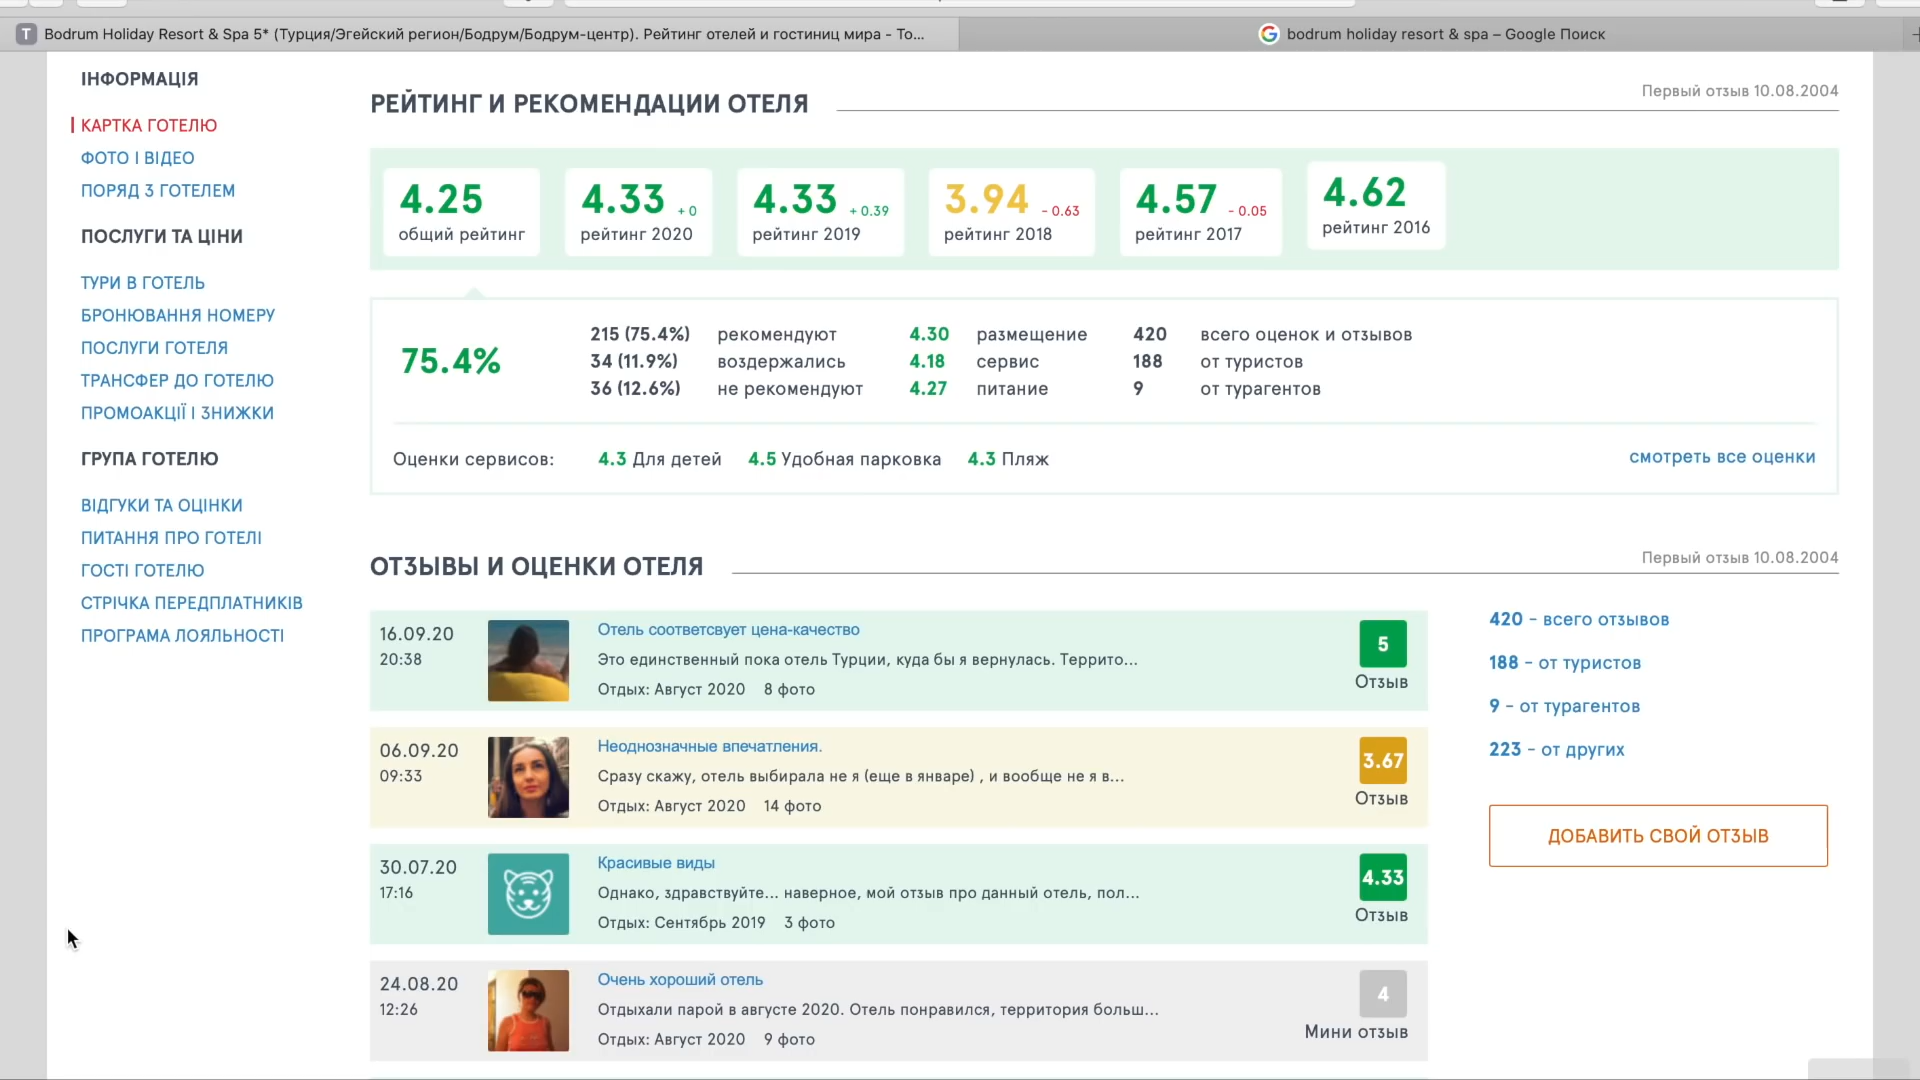 T Bodrum Holiday Resort & Spa 5* (Турция/Эгейский регион/Бодрум/Бодрум-центр). Рейтинг отелей и гостиниц мира - То...
bodrum holiday resort & spa – Google Поиск
ІНФОРМАЦІЯ
КАРТКА ГОТЕЛЮ
ФОТО І ВІДЕО
ПОРЯД З ГОТЕЛЕМ
ПОСЛУГИ ТА ЦІНИ
ТУРИ В ГОТЕЛЬ
БРОНЮВАННЯ НОМЕРУ
ПОСЛУГИ ГОТЕЛЯ
ТРАНСФЕР ДО ГОТЕЛЮ
ПРОМОАКЦІЇ І ЗНИЖКИ
ГРУПА ГОТЕЛЮ
ВІДГУКИ ТА ОЦІНКИ
ПИТАННЯ ПРО ГОТЕЛІ
ГОСТІ ГОТЕЛЮ
СТРІЧКА ПЕРЕДПЛАТНИКІВ
ПРОГРАМА ЛОЯЛЬНОСТІ
РЕЙТИНГ И РЕКОМЕНДАЦИИ ОТЕЛЯ
Первый отзыв 10.08.2004
4.25
общий рейтинг
4.33 + 0
рейтинг 2020
4.33 + 0.39
рейтинг 2019
3.94 - 0.63
рейтинг 2018
4.57 - 0.05
рейтинг 2017
4.62
рейтинг 2016
75.4%
215 (75.4%) рекомендуют
34 (11.9%) воздержались
36 (12.6%) не рекомендуют
4.30 размещение
4.18 сервис
4.27 питание
420 всего оценок и отзывов
188 от туристов
9 от турагентов
Оценки сервисов: 4.3 Для детей 4.5 Удобная парковка 4.3 Пляж
смотреть все оценки
ОТЗЫВЫ И ОЦЕНКИ ОТЕЛЯ
Первый отзыв 10.08.2004
16.09.20
20:38
Отель соответсвует цена-качество
Это единственный пока отель Турции, куда бы я вернулась. Террито...
Отдых: Август 2020 8 фото
5
Отзыв
06.09.20
09:33
Неоднозначные впечатления.
Сразу скажу, отель выбирала не я (еще в январе) , и вообще не я в...
Отдых: Август 2020 14 фото
3.67
Отзыв
30.07.20
17:16
Красивые виды
Однако, здравствуйте... наверное, мой отзыв про данный отель, пол...
Отдых: Сентябрь 2019 3 фото
4.33
Отзыв
24.08.20
12:26
Очень хороший отель
Отдыхали парой в августе 2020. Отель понравился, территория больш...
Отдых: Август 2020 9 фото
4
Мини отзыв
420 - всего отзывов
188 - от туристов
9 - от турагентов
223 - от других
ДОБАВИТЬ СВОЙ ОТЗЫВ